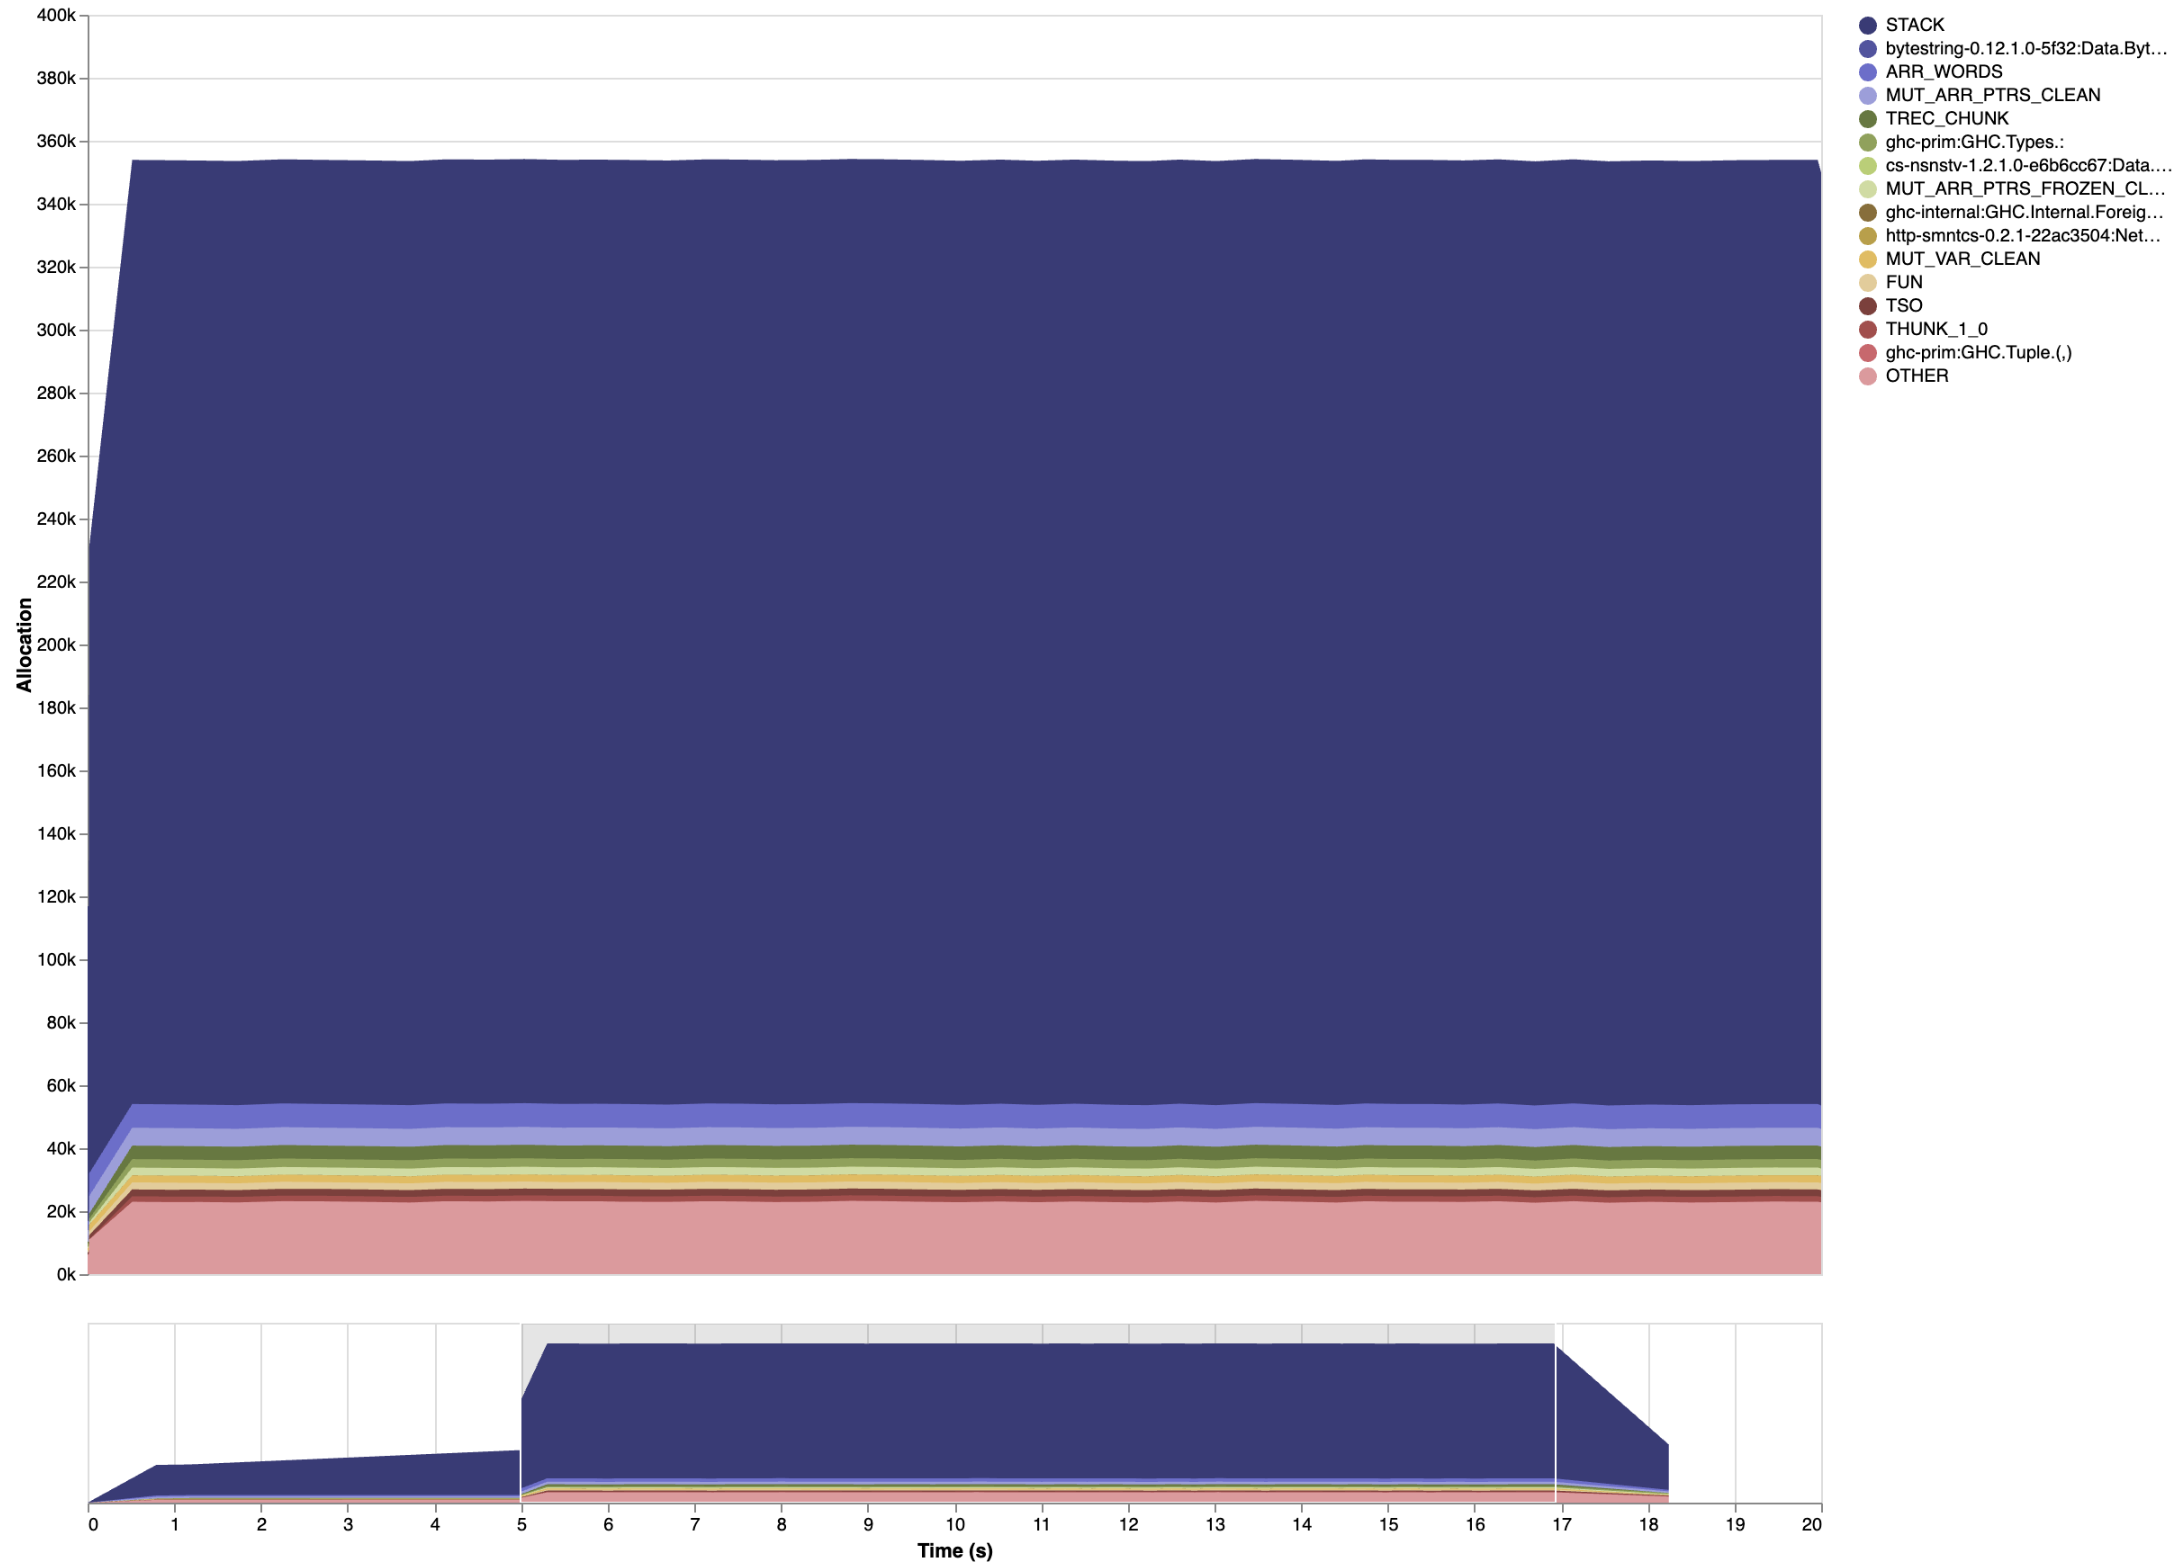 400k
380k
360k
340k
320k
300k
280k
260k
240k
220k
200k
180k
160k
140k
120k
100k
80k
60k
40k
20k
0k
Allocation
STACK
bytestring-0.12.1.0-5f32:Data.Byt…
ARR_WORDS
MUT_ARR_PTRS_CLEAN
TREC_CHUNK
ghc-prim:GHC.Types.:
cs-nsnstv-1.2.1.0-e6b6cc67:Data.…
MUT_ARR_PTRS_FROZEN_CL…
ghc-internal:GHC.Internal.Foreig…
http-smntcs-0.2.1-22ac3504:Net…
MUT_VAR_CLEAN
FUN
TSO
THUNK_1_0
ghc-prim:GHC.Tuple.(,)
OTHER
0 1 2 3 4 5 6 7 8 9 10 11 12 13 14 15 16 17 18 19 20
Time (s)